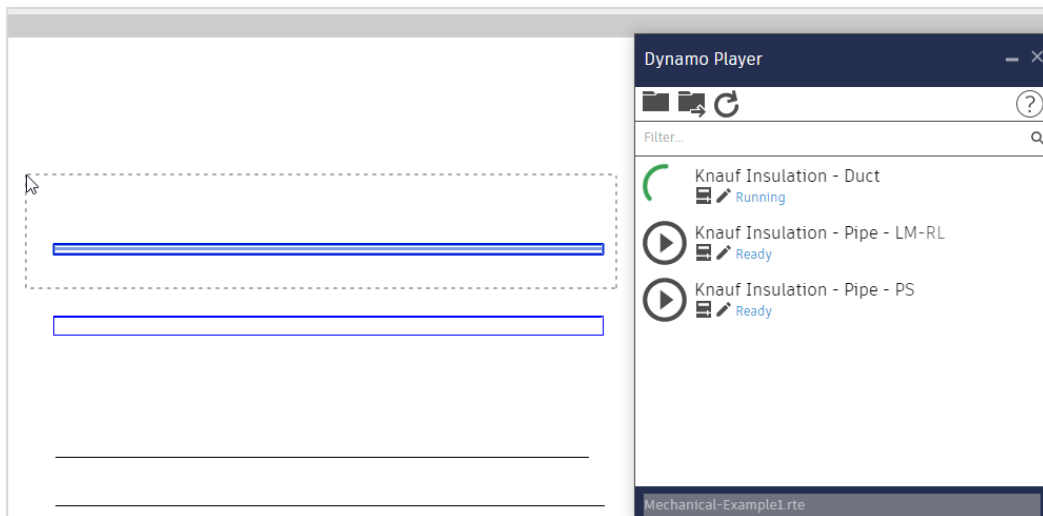 Dynamo Player
Filter...
Knauf Insulation - Duct
Running
Knauf Insulation - Pipe - LM-RL
Ready
Knauf Insulation - Pipe - PS
Ready
Mechanical-Example1.rte